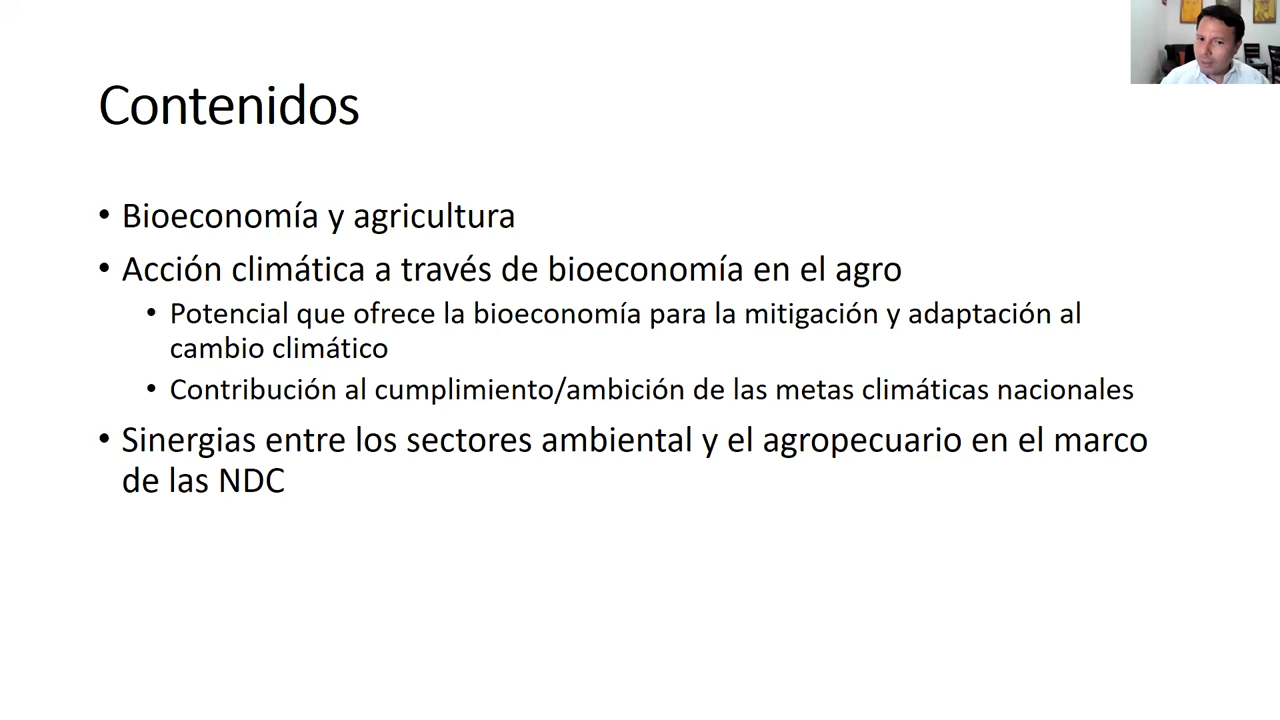 Contenidos
• Bioeconomía y agricultura
• Acción climática a través de bioeconomía en el agro
• Potencial que ofrece la bioeconomía para la mitigación y adaptación al
cambio climático
• Contribución al cumplimiento/ambición de las metas climáticas nacionales
• Sinergias entre los sectores ambiental y el agropecuario en el marco
de las NDC